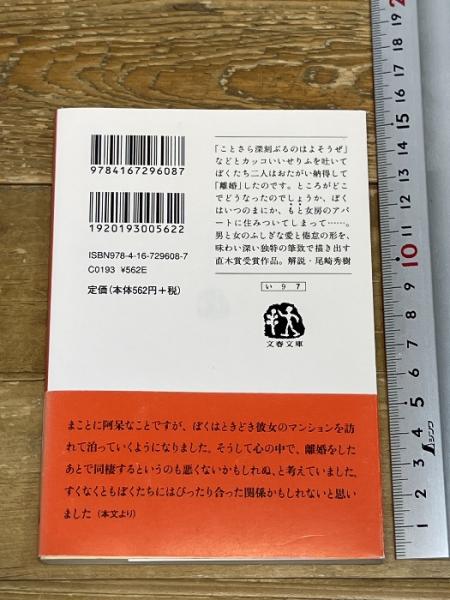 9784167296087
1920193005622
ISBN978-4-16-729608-7
C0193 ¥562E
定価(本体562円+税)
「ことさら深刻ぶるのはよそうぜ」
などとカッコいいせりふを吐いて
ぼくたち二人はおたがい納得して
「離婚」したのです。ところがどこ
でどうなったのでしょうか、ぼく
はいつのまにか、もと女房のアパ
ートに住みついてしまって……。
男と女のふしぎな愛と倦怠の形を、
味わい深い独特の筆致で描き出す
直木賞受賞作品。解説・尾崎秀樹
い 9 7
文春文庫
まことに阿呆なことですが、ぼくはときどき彼女のマンションを訪
れて泊っていくようになりました。そうして心の中で、離婚をした
あとで同棲するというのも悪くないかもしれぬ、と考えていました。
すくなくともぼくたちにはぴったり合った関係かもしれないと思い
ました(本文より)
1
2
3
4
5
6
7
8
9
10
11
12
13
14
15
16
17
18
19
シンワ